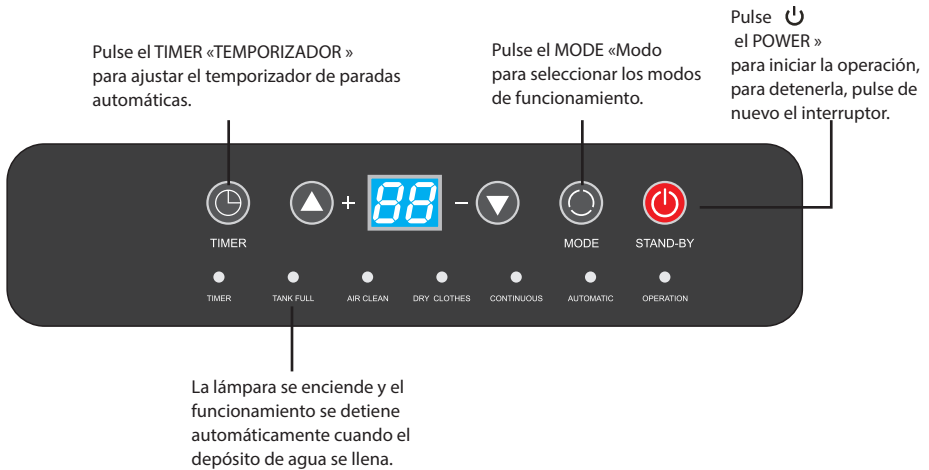 Pulse el TIMER «TEMPORIZADOR »
para ajustar el temporizador de paradas
automáticas.
Pulse el MODE «Modo
para seleccionar los modos
de funcionamiento.
Pulse
el POWER »
para iniciar la operación,
para detenerla, pulse de
nuevo el interruptor.
+ 88 -
TIMER
MODE
STAND-BY
TIMER
TANK FULL
AIR CLEAN
DRY CLOTHES
CONTINUOUS
AUTOMATIC
OPERATION
La lámpara se enciende y el
funcionamiento se detiene
automáticamente cuando el
depósito de agua se llena.